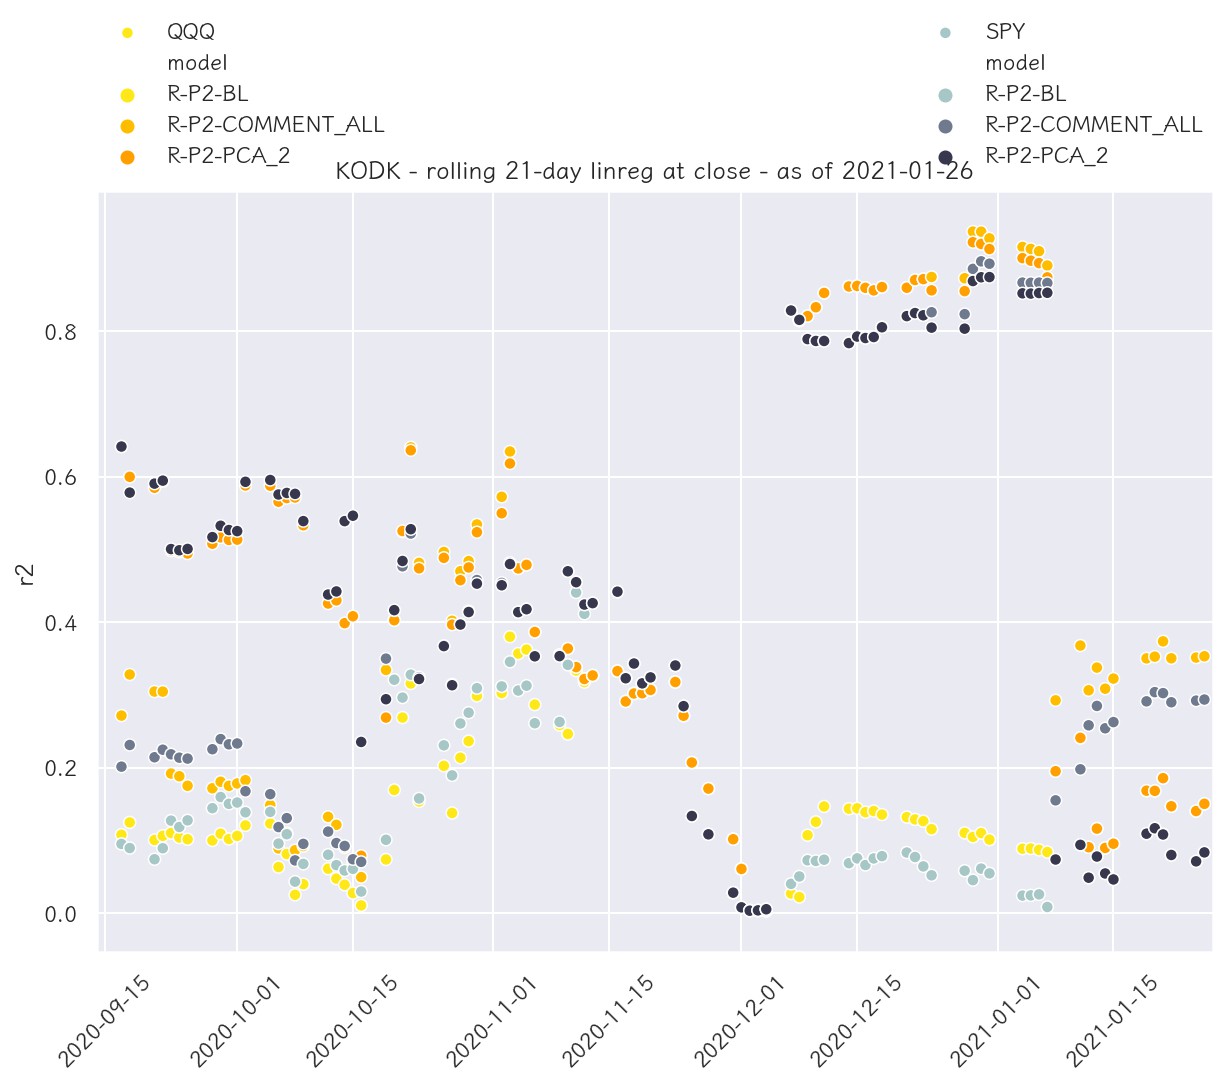 QQQ
model
R-P2-BL
R-P2-COMMENT_ALL
R-P2-PCA_2
SPY
model
R-P2-BL
R-P2-COMMENT_ALL
R-P2-PCA_2
KODK - rolling 21-day linreg at close - as of 2021-01-26
r2
0.8
0.6
0.4
0.2
0.0
2020-09-15
2020-10-01
2020-10-15
2020-11-01
2020-11-15
2020-12-01
2020-12-15
2021-01-01
2021-01-15